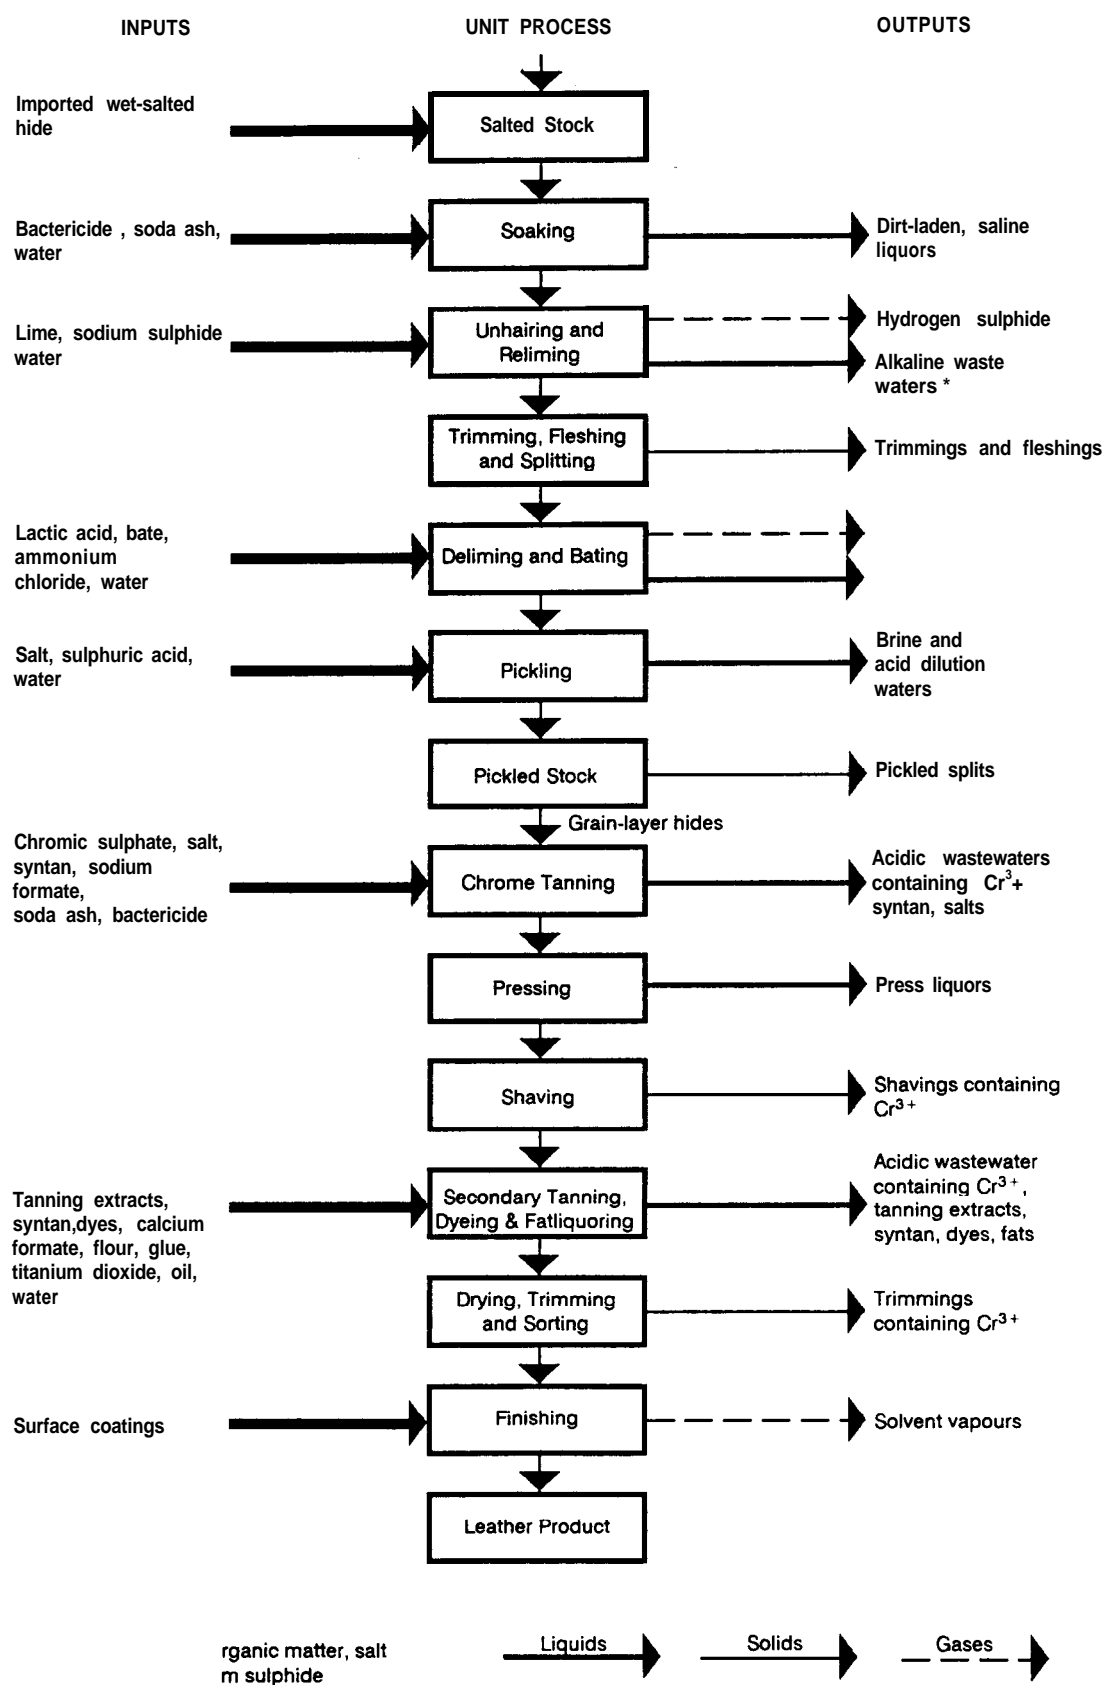 INPUTS
UNIT PROCESS
OUTPUTS
Imported wet-salted
hide
Salted Stock
Bactericide , soda ash,
water
Soaking
Dirt-laden, saline
liquors
Lime, sodium sulphide
water
Unhairing and
Reliming
Hydrogen sulphide
Alkaline waste
waters *
Trimming, Fleshing
and Splitting
Trimmings and fleshings
Lactic acid, bate,
ammonium
chloride, water
Deliming and Bating
Salt, sulphuric acid,
water
Pickling
Brine and
acid dilution
waters
Pickled Stock
Pickled splits
Grain-layer hides
Chromic sulphate, salt,
syntan, sodium
formate,
soda ash, bactericide
Chrome Tanning
Acidic wastewaters
containing Cr³+
syntan, salts
Pressing
Press liquors
Shaving
Shavings containing
Cr³⁺
Tanning extracts,
syntan,dyes, calcium
formate, flour, glue,
titanium dioxide, oil,
water
Secondary Tanning,
Dyeing & Fatliquoring
Acidic wastewater
containing Cr³⁺,
tanning extracts,
syntan, dyes, fats
Drying, Trimming
and Sorting
Trimmings
containing Cr³⁺
Surface coatings
Finishing
Solvent vapours
Leather Product
rganic matter, salt
m sulphide
Liquids
Solids
Gases